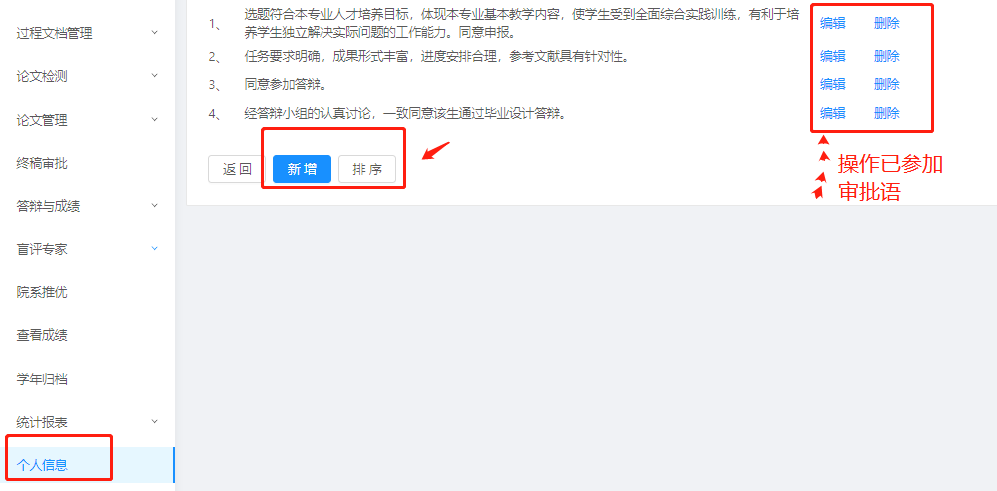 过程文档管理
论文检测
论文管理
终稿审批
答辩与成绩
盲评专家
院系推优
查看成绩
学年归档
统计报表
个人信息
1、 选题符合本专业人才培养目标，体现本专业基本教学内容，使学生受到全面综合实践训练，有利于培
养学生独立解决实际问题的工作能力。同意申报。
编辑 删除
2、 任务要求明确，成果形式丰富，进度安排合理，参考文献具有针对性。 编辑 删除
3、 同意参加答辩。 编辑 删除
4、 经答辩小组的认真讨论，一致同意该生通过毕业设计答辩。 编辑 删除
返 回 新 增 排 序
操作已参加
审批语